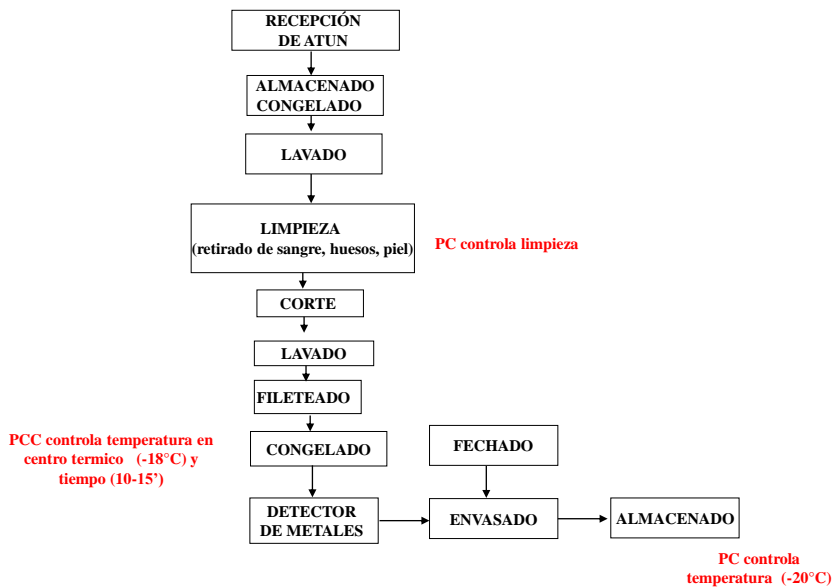 RECEPCIÓN
DE ATUN
ALMACENADO
CONGELADO
LAVADO
LIMPIEZA
(retirado de sangre, huesos, piel)
PC controla limpieza
CORTE
LAVADO
FILETEADO
PCC controla temperatura en
centro termico (-18°C) y
tiempo (10-15’)
CONGELADO
FECHADO
DETECTOR
DE METALES
ENVASADO
ALMACENADO
PC controla
temperatura (-20°C)